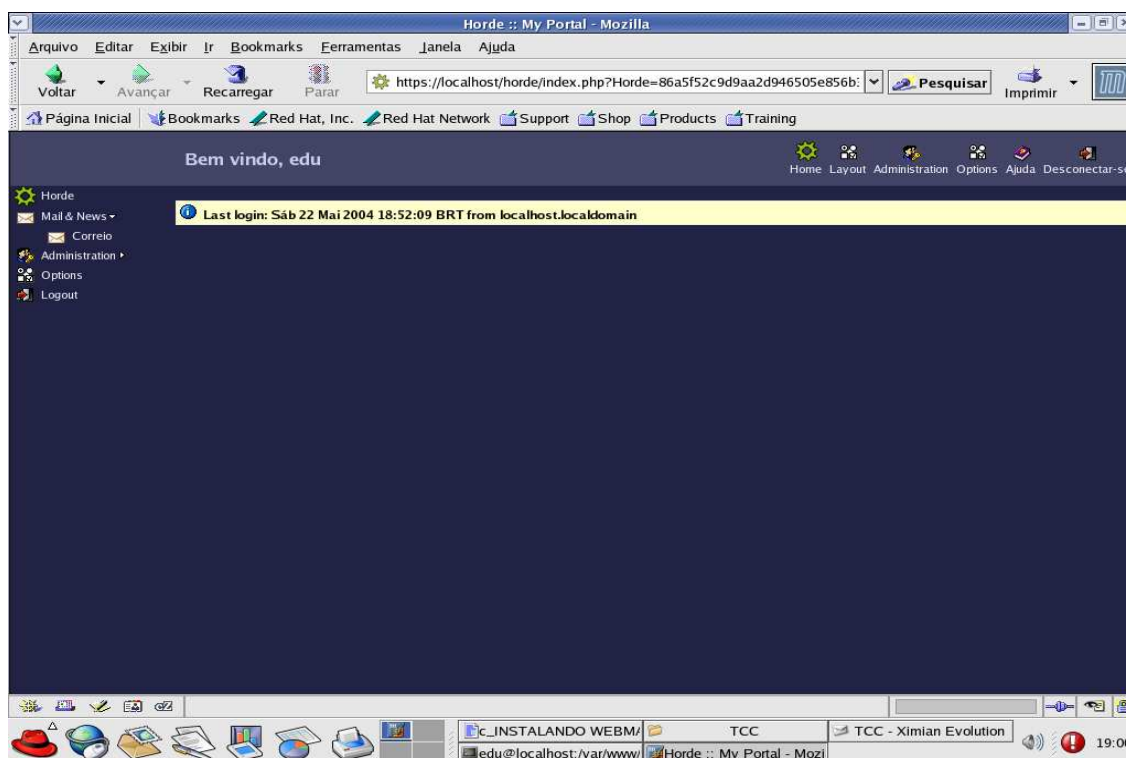 Horde :: My Portal - Mozilla
Arquivo Editar Exibir Ir Bookmarks Ferramentas Janela Ajuda
Voltar Avançar Recarregar Parar https://localhost/horde/index.php?Horde=86a5f52c9d9aa2d946505e856b: Pesquisar Imprimir
Página Inicial Bookmarks Red Hat, Inc. Red Hat Network Support Shop Products Training
Bem vindo, edu
Home Layout Administration Options Ajuda Desconectar-se
Horde
Mail & News
Correio
Administration
Options
Logout
Last login: Sáb 22 Mai 2004 18:52:09 BRT from localhost.localdomain
c_INSTALANDO WEBMA TCC TCC - Ximian Evolution
edu@localhost:/var/www/ Horde :: My Portal - Mozi